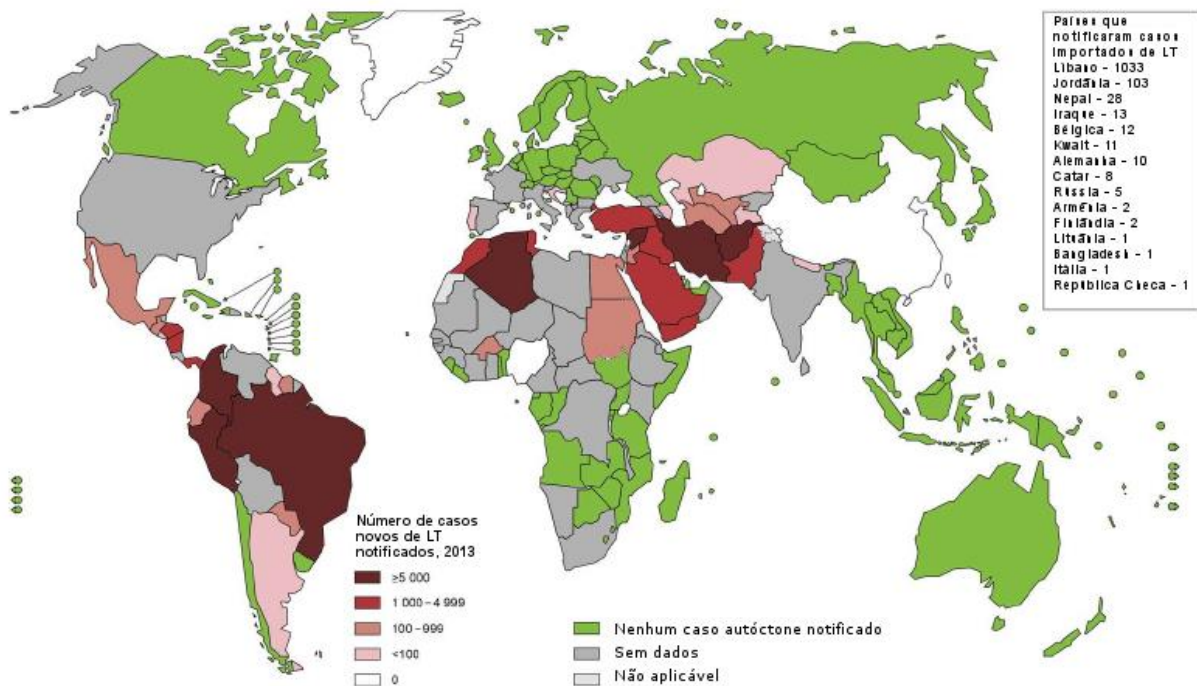 Países que
notificaram casos
importados de LT
Líbano - 1033
Jordânia - 103
Nepal - 28
Iraque - 13
Bélgica - 12
Kwait - 11
Alemanha - 10
Catar - 8
Rússia - 5
Armênia - 2
Finlândia - 2
Lituânia - 1
Bangladesh - 1
Itália - 1
República Checa - 1
Número de casos
novos de LT
notificados, 2013
≥5 000
1 000-4 999
100-999
<100
0
Nenhum caso autóctone notificado
Sem dados
Não aplicável